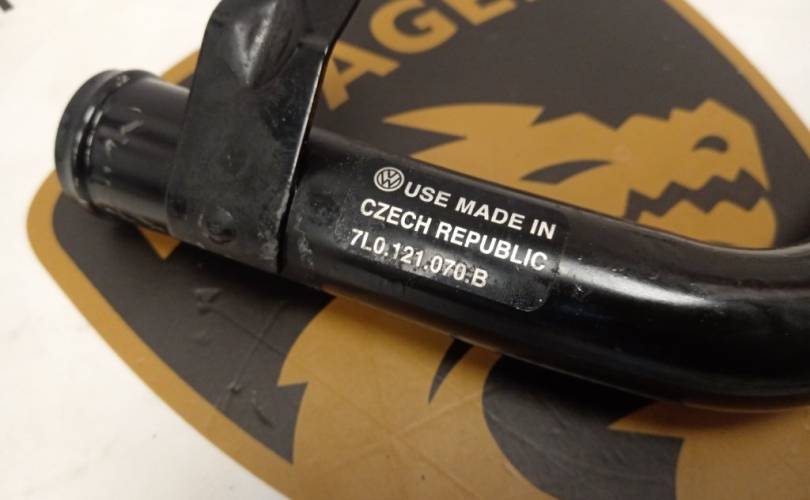 AGE
USE MADE IN
CZECH REPUBLIC
7L0.121.070.B